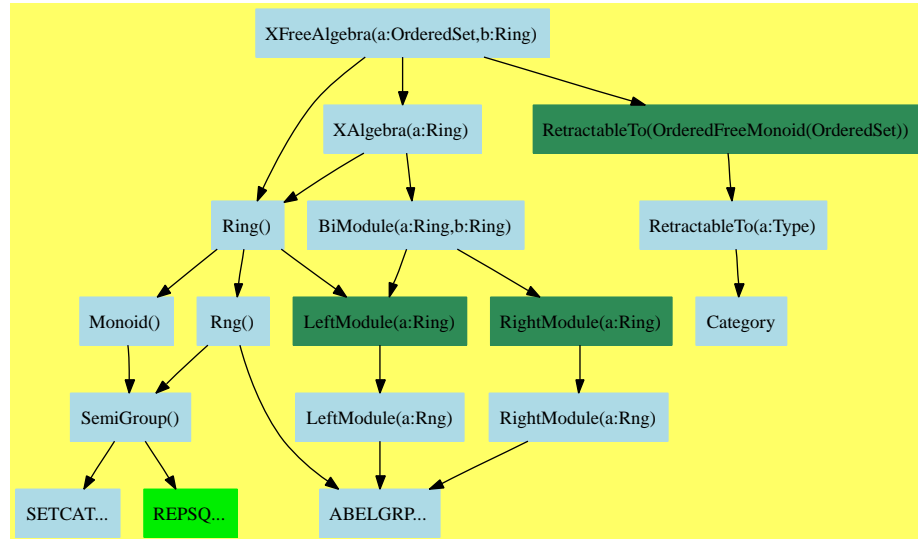 XFreeAlgebra(a:OrderedSet,b:Ring)
XAlgebra(a:Ring)
RetractableTo(OrderedFreeMonoid(OrderedSet))
Ring()
BiModule(a:Ring,b:Ring)
RetractableTo(a:Type)
Monoid()
Rng()
LeftModule(a:Ring)
RightModule(a:Ring)
Category
SemiGroup()
LeftModule(a:Rng)
RightModule(a:Rng)
SETCAT...
REPSQ...
ABELGRP...